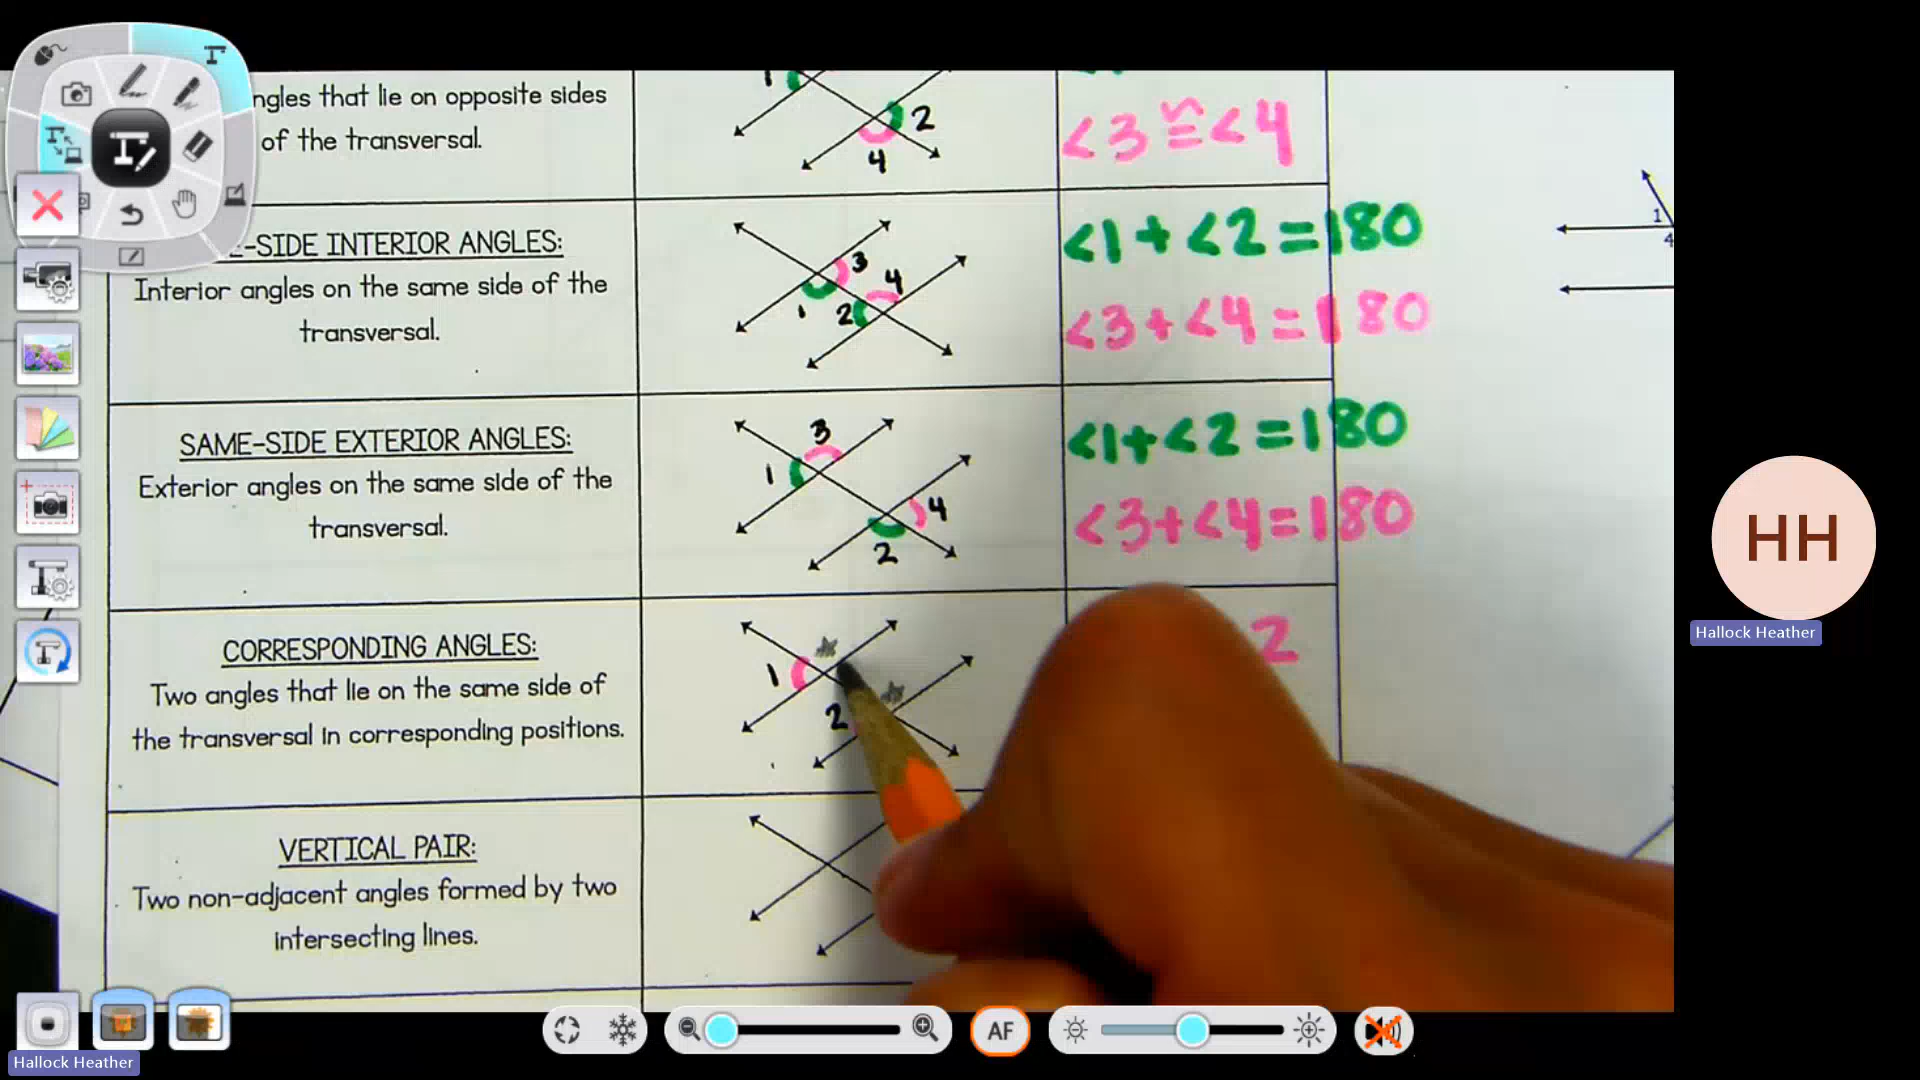 ngles that lie on opposite sides
of the transversal.
1
2
4
<3 ≅ <4
E-SIDE INTERIOR ANGLES:
Interior angles on the same side of the
transversal.
3
4
1 2
<1 + <2 = 180
<3 + <4 = 180
1
4
SAME-SIDE EXTERIOR ANGLES:
Exterior angles on the same side of the
transversal.
3
1
4
2
<1 + <2 = 180
<3 + <4 = 180
CORRESPONDING ANGLES:
Two angles that lie on the same side of
the transversal in corresponding positions.
1
2
2
VERTICAL PAIR:
Two non-adjacent angles formed by two
intersecting lines.
HH
Hallock Heather
AF
Hallock Heather